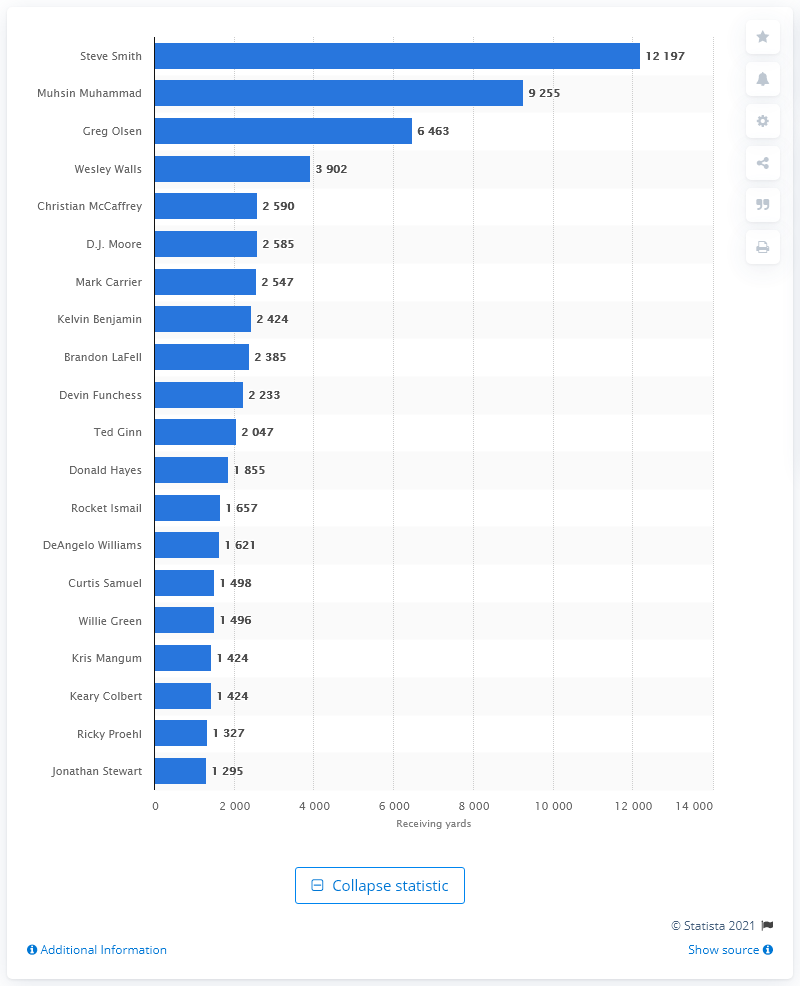 Steve Smith 12 197
Muhsin Muhammad 9 255
Greg Olsen 6 463
Wesley Walls 3 902
Christian McCaffrey 2 590
D.J. Moore 2 585
Mark Carrier 2 547
Kelvin Benjamin 2 424
Brandon LaFell 2 385
Devin Funchess 2 233
Ted Ginn 2 047
Donald Hayes 1 855
Rocket Ismail 1 657
DeAngelo Williams 1 621
Curtis Samuel 1 498
Willie Green 1 496
Kris Mangum 1 424
Keary Colbert 1 424
Ricky Proehl 1 327
Jonathan Stewart 1 295
0 2 000 4 000 6 000 8 000 10 000 12 000 14 000
Receiving yards
Collapse statistic
© Statista 2021
Additional Information Show source